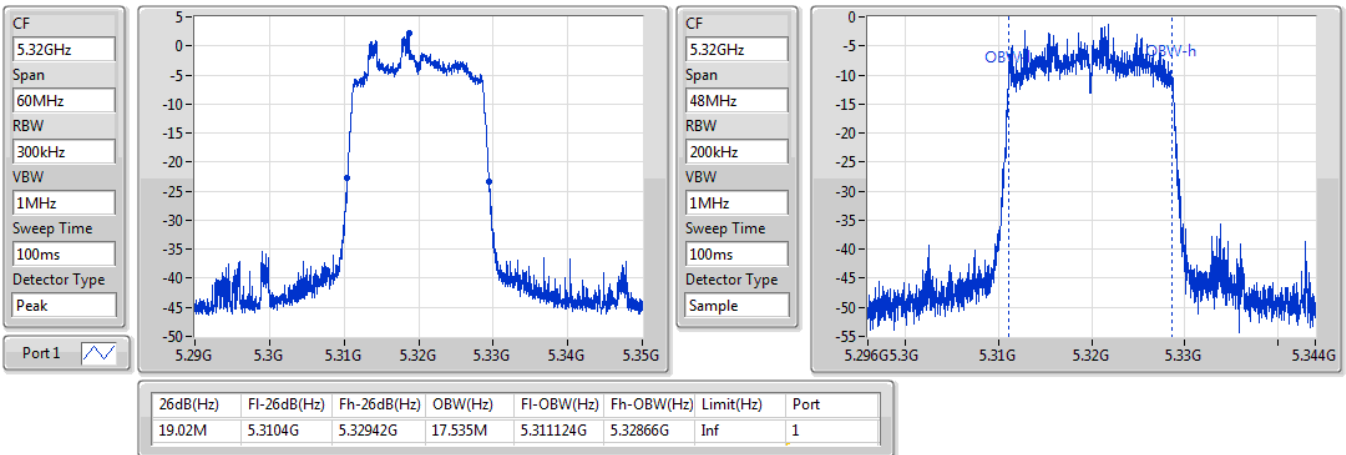 CF
5.32GHz
Span
60MHz
RBW
300kHz
VBW
1MHz
Sweep Time
100ms
Detector Type
Peak
Port 1
5
0
-5
-10
-15
-20
-25
-30
-35
-40
-45
-50
5.29G 5.3G 5.31G 5.32G 5.33G 5.34G 5.35G
CF
5.32GHz
Span
48MHz
RBW
200kHz
VBW
1MHz
Sweep Time
100ms
Detector Type
Sample
0
-5
-10
-15
-20
-25
-30
-35
-40
-45
-50
-55
OBW-h
5.296G 5.3G 5.31G 5.32G 5.33G 5.344G
26dB(Hz) Fl-26dB(Hz) Fh-26dB(Hz) OBW(Hz) Fl-OBW(Hz) Fh-OBW(Hz) Limit(Hz) Port
19.02M 5.3104G 5.32942G 17.535M 5.311124G 5.32866G Inf 1